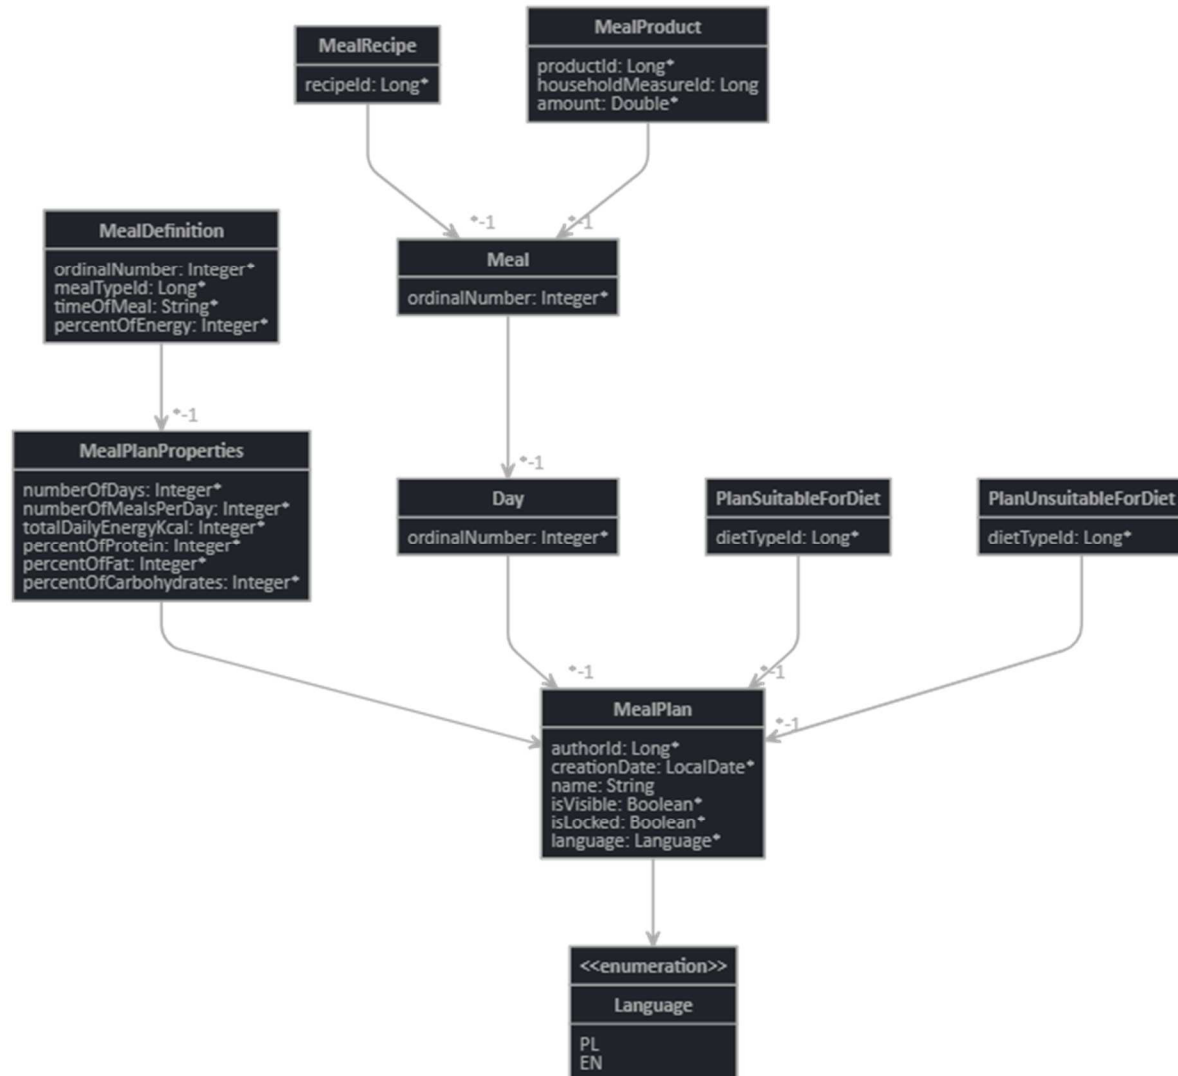 MealRecipe
recipeId: Long*
MealProduct
productId: Long*
householdMeasureId: Long
amount: Double*
*-1
*-1
MealDefinition
ordinalNumber: Integer*
mealTypeId: Long*
timeOfMeal: String*
percentOfEnergy: Integer*
Meal
ordinalNumber: Integer*
*-1
*-1
MealPlanProperties
numberOfDays: Integer*
numberOfMealsPerDay: Integer*
totalDailyEnergyKcal: Integer*
percentOfProtein: Integer*
percentOfFat: Integer*
percentOfCarbohydrates: Integer*
Day
ordinalNumber: Integer*
PlanSuitableForDiet
dietTypeId: Long*
PlanUnsuitableForDiet
dietTypeId: Long*
*-1
*-1
*-1
MealPlan
authorId: Long*
creationDate: LocalDate*
name: String
isVisible: Boolean*
isLocked: Boolean*
language: Language*
<<enumeration>>
Language
PL
EN